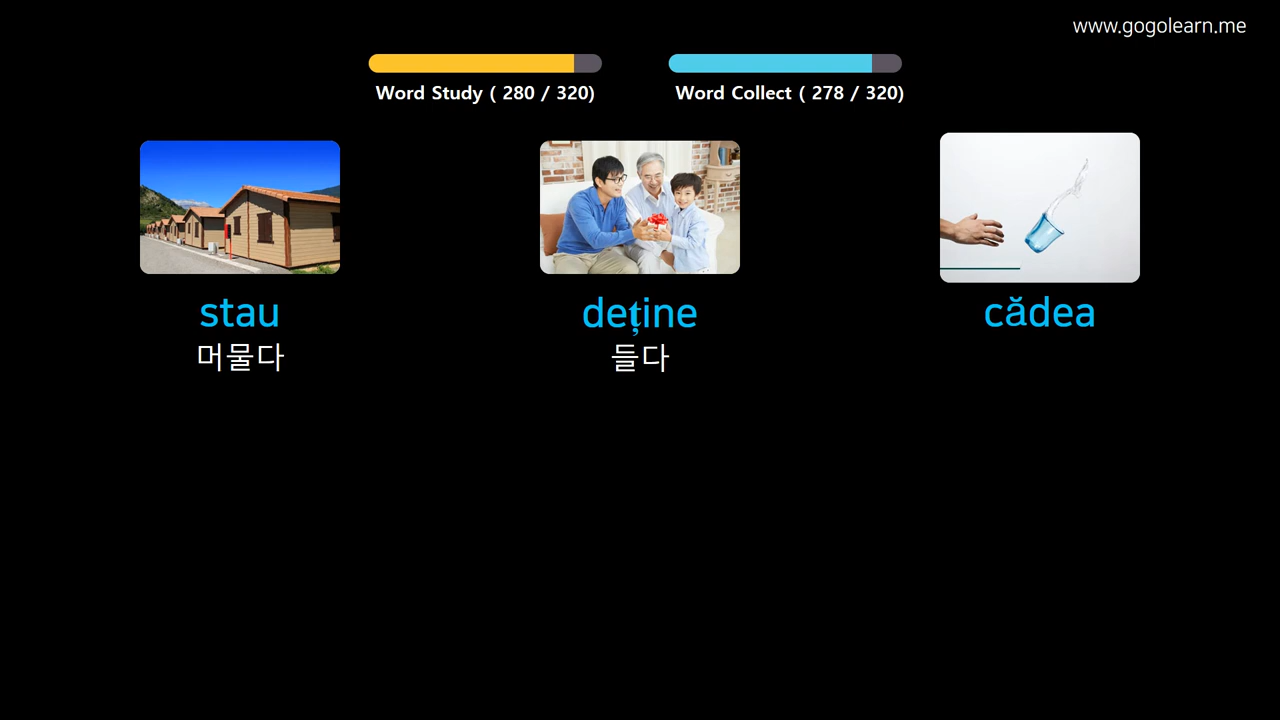 www.gogolearn.me
Word Study ( 280 / 320)
Word Collect ( 278 / 320)
stau
deține
cădea
머물다
들다